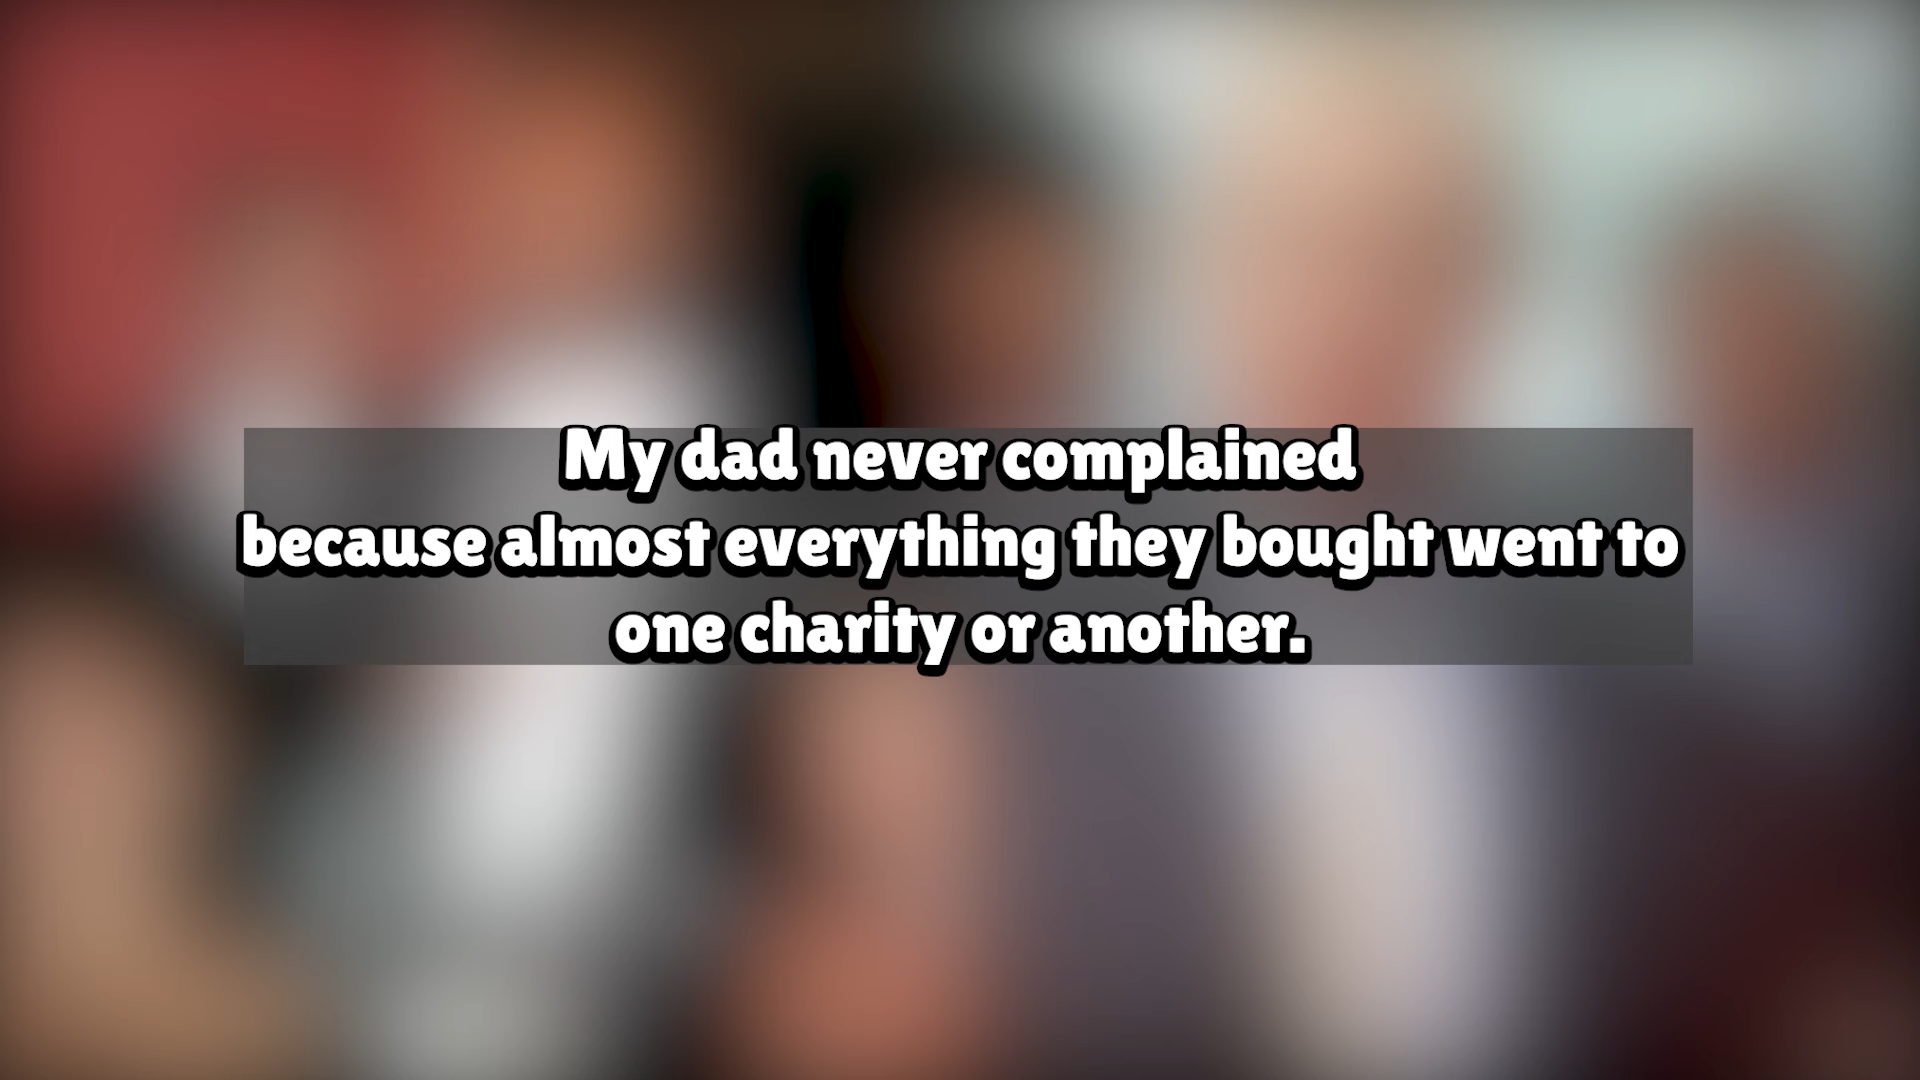 My dad never complained
because almost everything they bought went to
one charity or another.